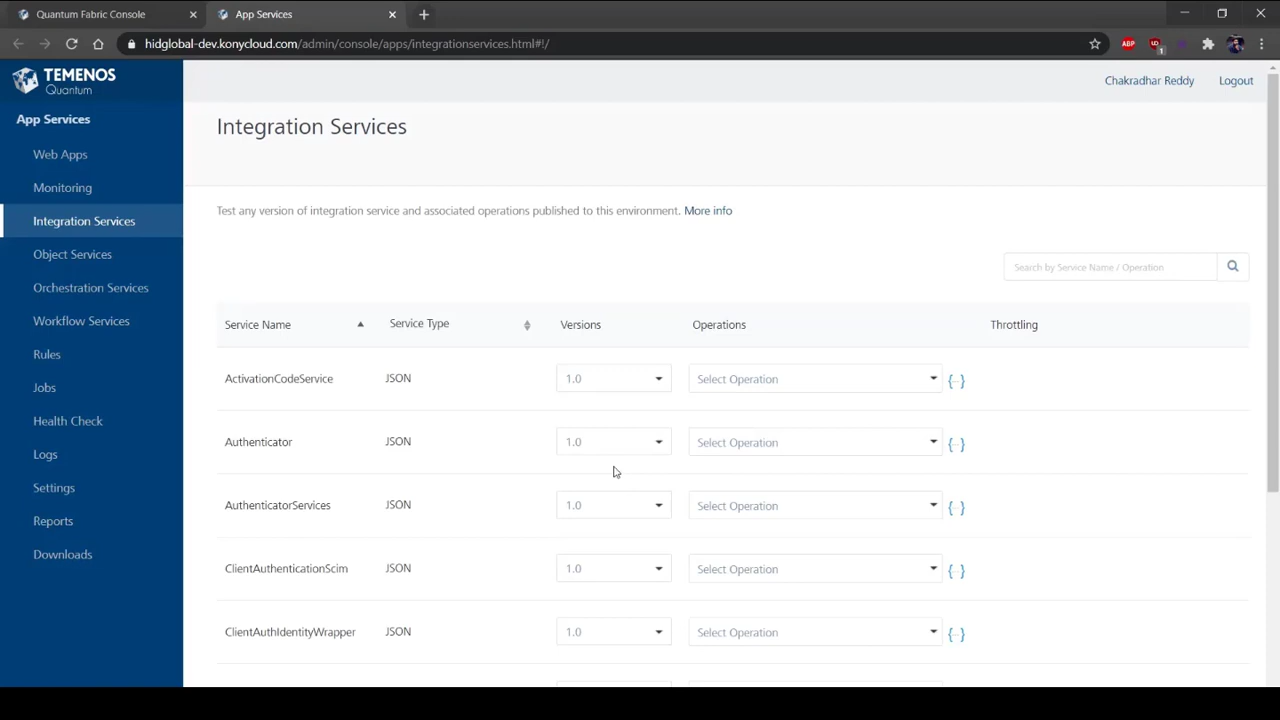 Quantum Fabric Console
App Services
hidglobal-dev.konycloud.com/admin/console/apps/integrationservices.html#!/
ABP
1
TEMENOS
Quantum
Chakradhar Reddy
Logout
App Services
Web Apps
Monitoring
Integration Services
Object Services
Orchestration Services
Workflow Services
Rules
Jobs
Health Check
Logs
Settings
Reports
Downloads
Integration Services
Test any version of integration service and associated operations published to this environment. More info
Search by Service Name / Operation
Service Name Service Type Versions Operations Throttling
ActivationCodeService JSON 1.0 Select Operation {...}
Authenticator JSON 1.0 Select Operation {...}
AuthenticatorServices JSON 1.0 Select Operation {...}
ClientAuthenticationScim JSON 1.0 Select Operation {...}
ClientAuthIdentityWrapper JSON 1.0 Select Operation {...}